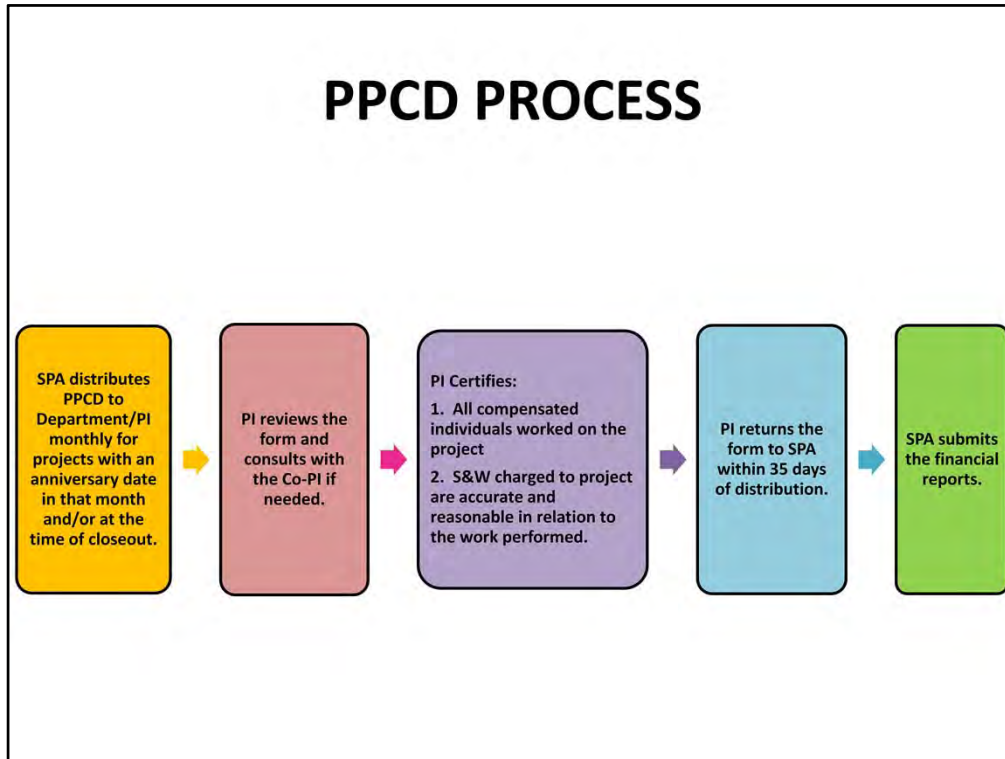 PPCD PROCESS
SPA distributes
PPCD to
Department/PI
monthly for
projects with an
anniversary date
in that month
and/or at the
time of closeout.
PI reviews the
form and
consults with
the Co-PI if
needed.
PI Certifies:
1. All compensated
individuals worked on the
project
2. S&W charged to project
are accurate and
reasonable in relation to
the work performed.
PI returns the
form to SPA
within 35 days
of distribution.
SPA submits
the financial
reports.